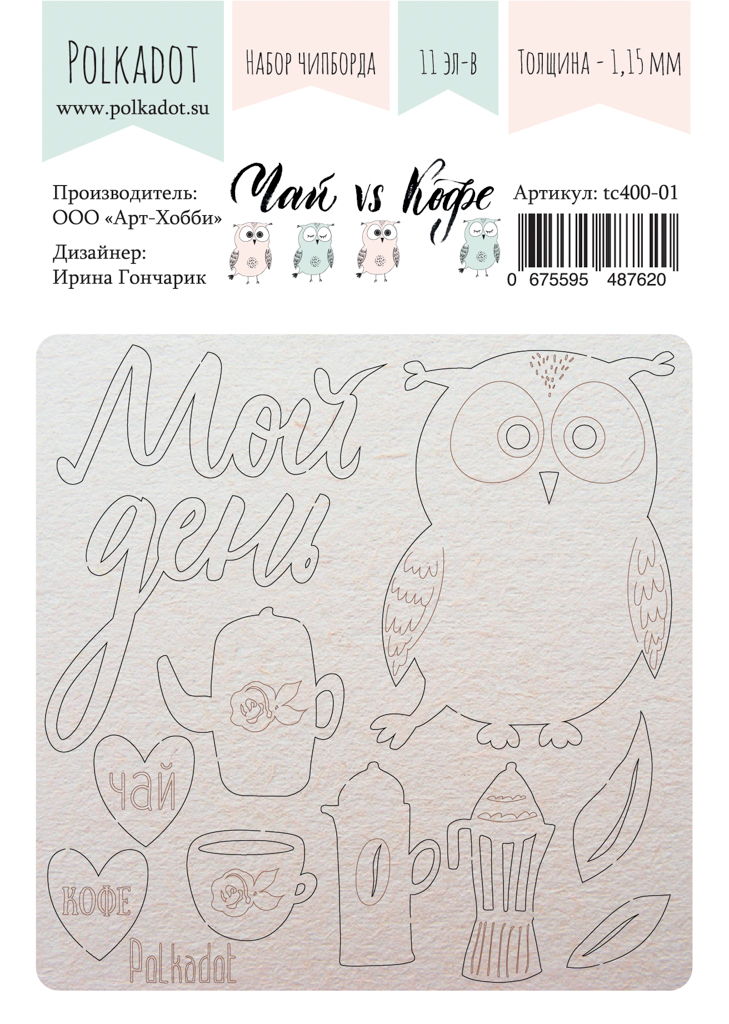 POLKADOT
www.polkadot.su
НАБОР ЧИПБОРДА
11 ЭЛ-В
ТОЛЩИНА - 1,15 ММ
Производитель:
ООО «Арт-Хобби»
Дизайнер:
Ирина Гончарик
Чай vs Кофе
Артикул: tc400-01
0 675595 487620
Мой
день
чай
КОФЕ
Polkadot